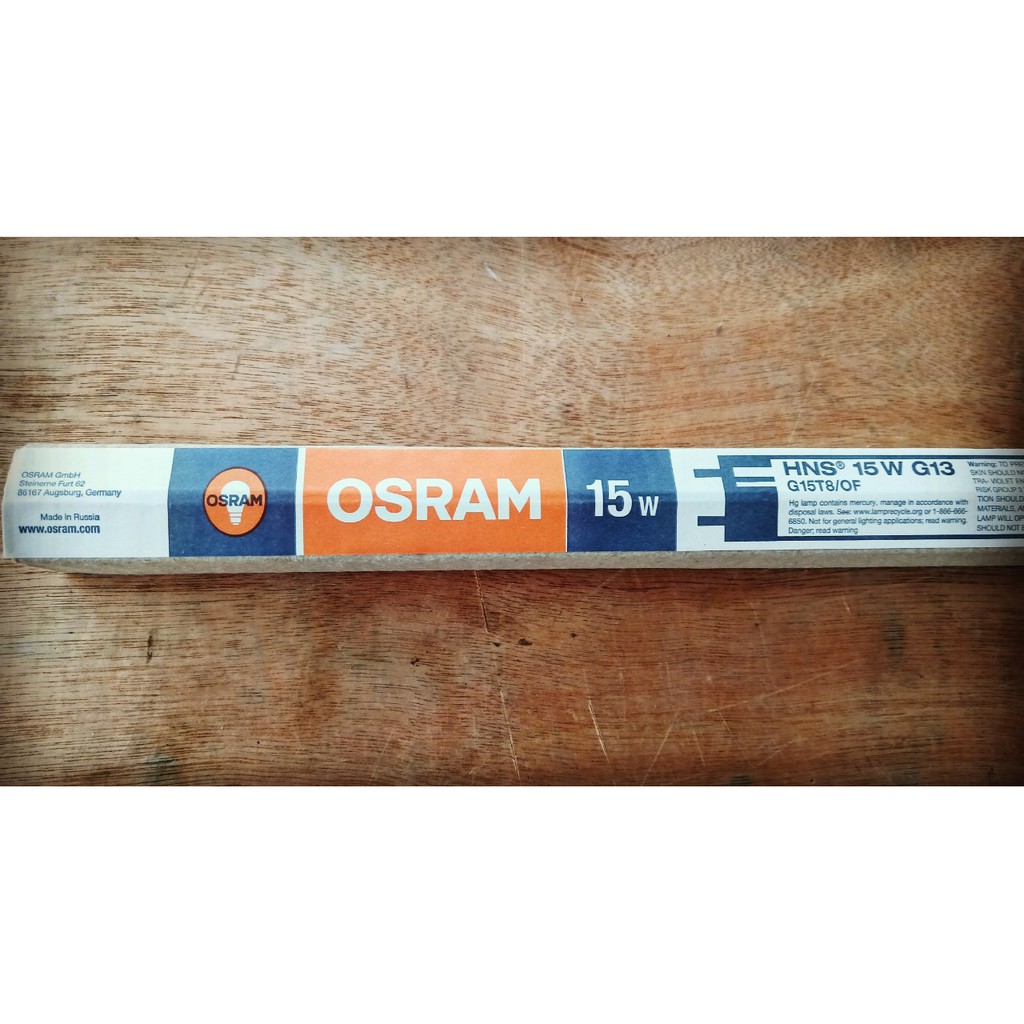 OSRAM GmbH
Steinerne Furt 62
86167 Augsburg, Germany
Made in Russia
www.osram.com
OSRAM
OSRAM
15 W
HNS® 15 W G13
G15T8/OF
Hg lamp contains mercury, manage in accordance with
disposal laws. See: www.lamprecycle.org or 1-866-666-
6850. Not for general lighting applications; read warning.
Danger; read warning
Warning: TO PRE
SKIN SHOULD N
TRA- VIOLET EN
RISK GROUP 3
TION SHOULD
MATERIALS, A
LAMP WILL OP
SHOULD NOT